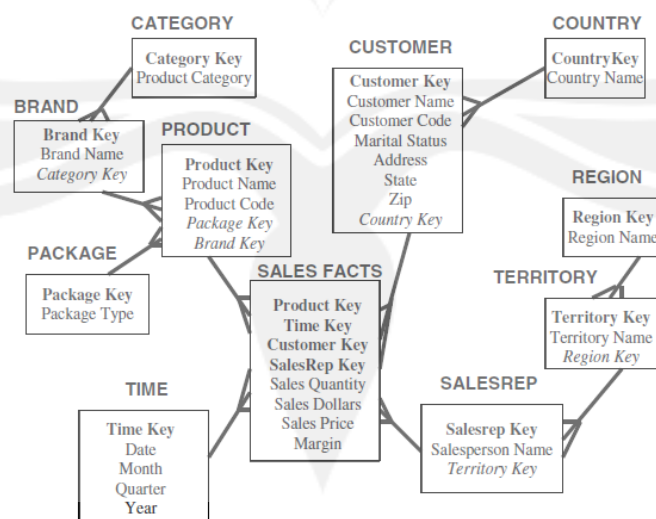 CATEGORY
Category Key
Product Category
BRAND
Brand Key
Brand Name
Category Key
PRODUCT
Product Key
Product Name
Product Code
Package Key
Brand Key
PACKAGE
Package Key
Package Type
CUSTOMER
Customer Key
Customer Name
Customer Code
Marital Status
Address
State
Zip
Country Key
COUNTRY
CountryKey
Country Name
REGION
Region Key
Region Name
TERRITORY
Territory Key
Territory Name
Region Key
SALES FACTS
Product Key
Time Key
Customer Key
SalesRep Key
Sales Quantity
Sales Dollars
Sales Price
Margin
SALESREP
Salesrep Key
Salesperson Name
Territory Key
TIME
Time Key
Date
Month
Quarter
Year